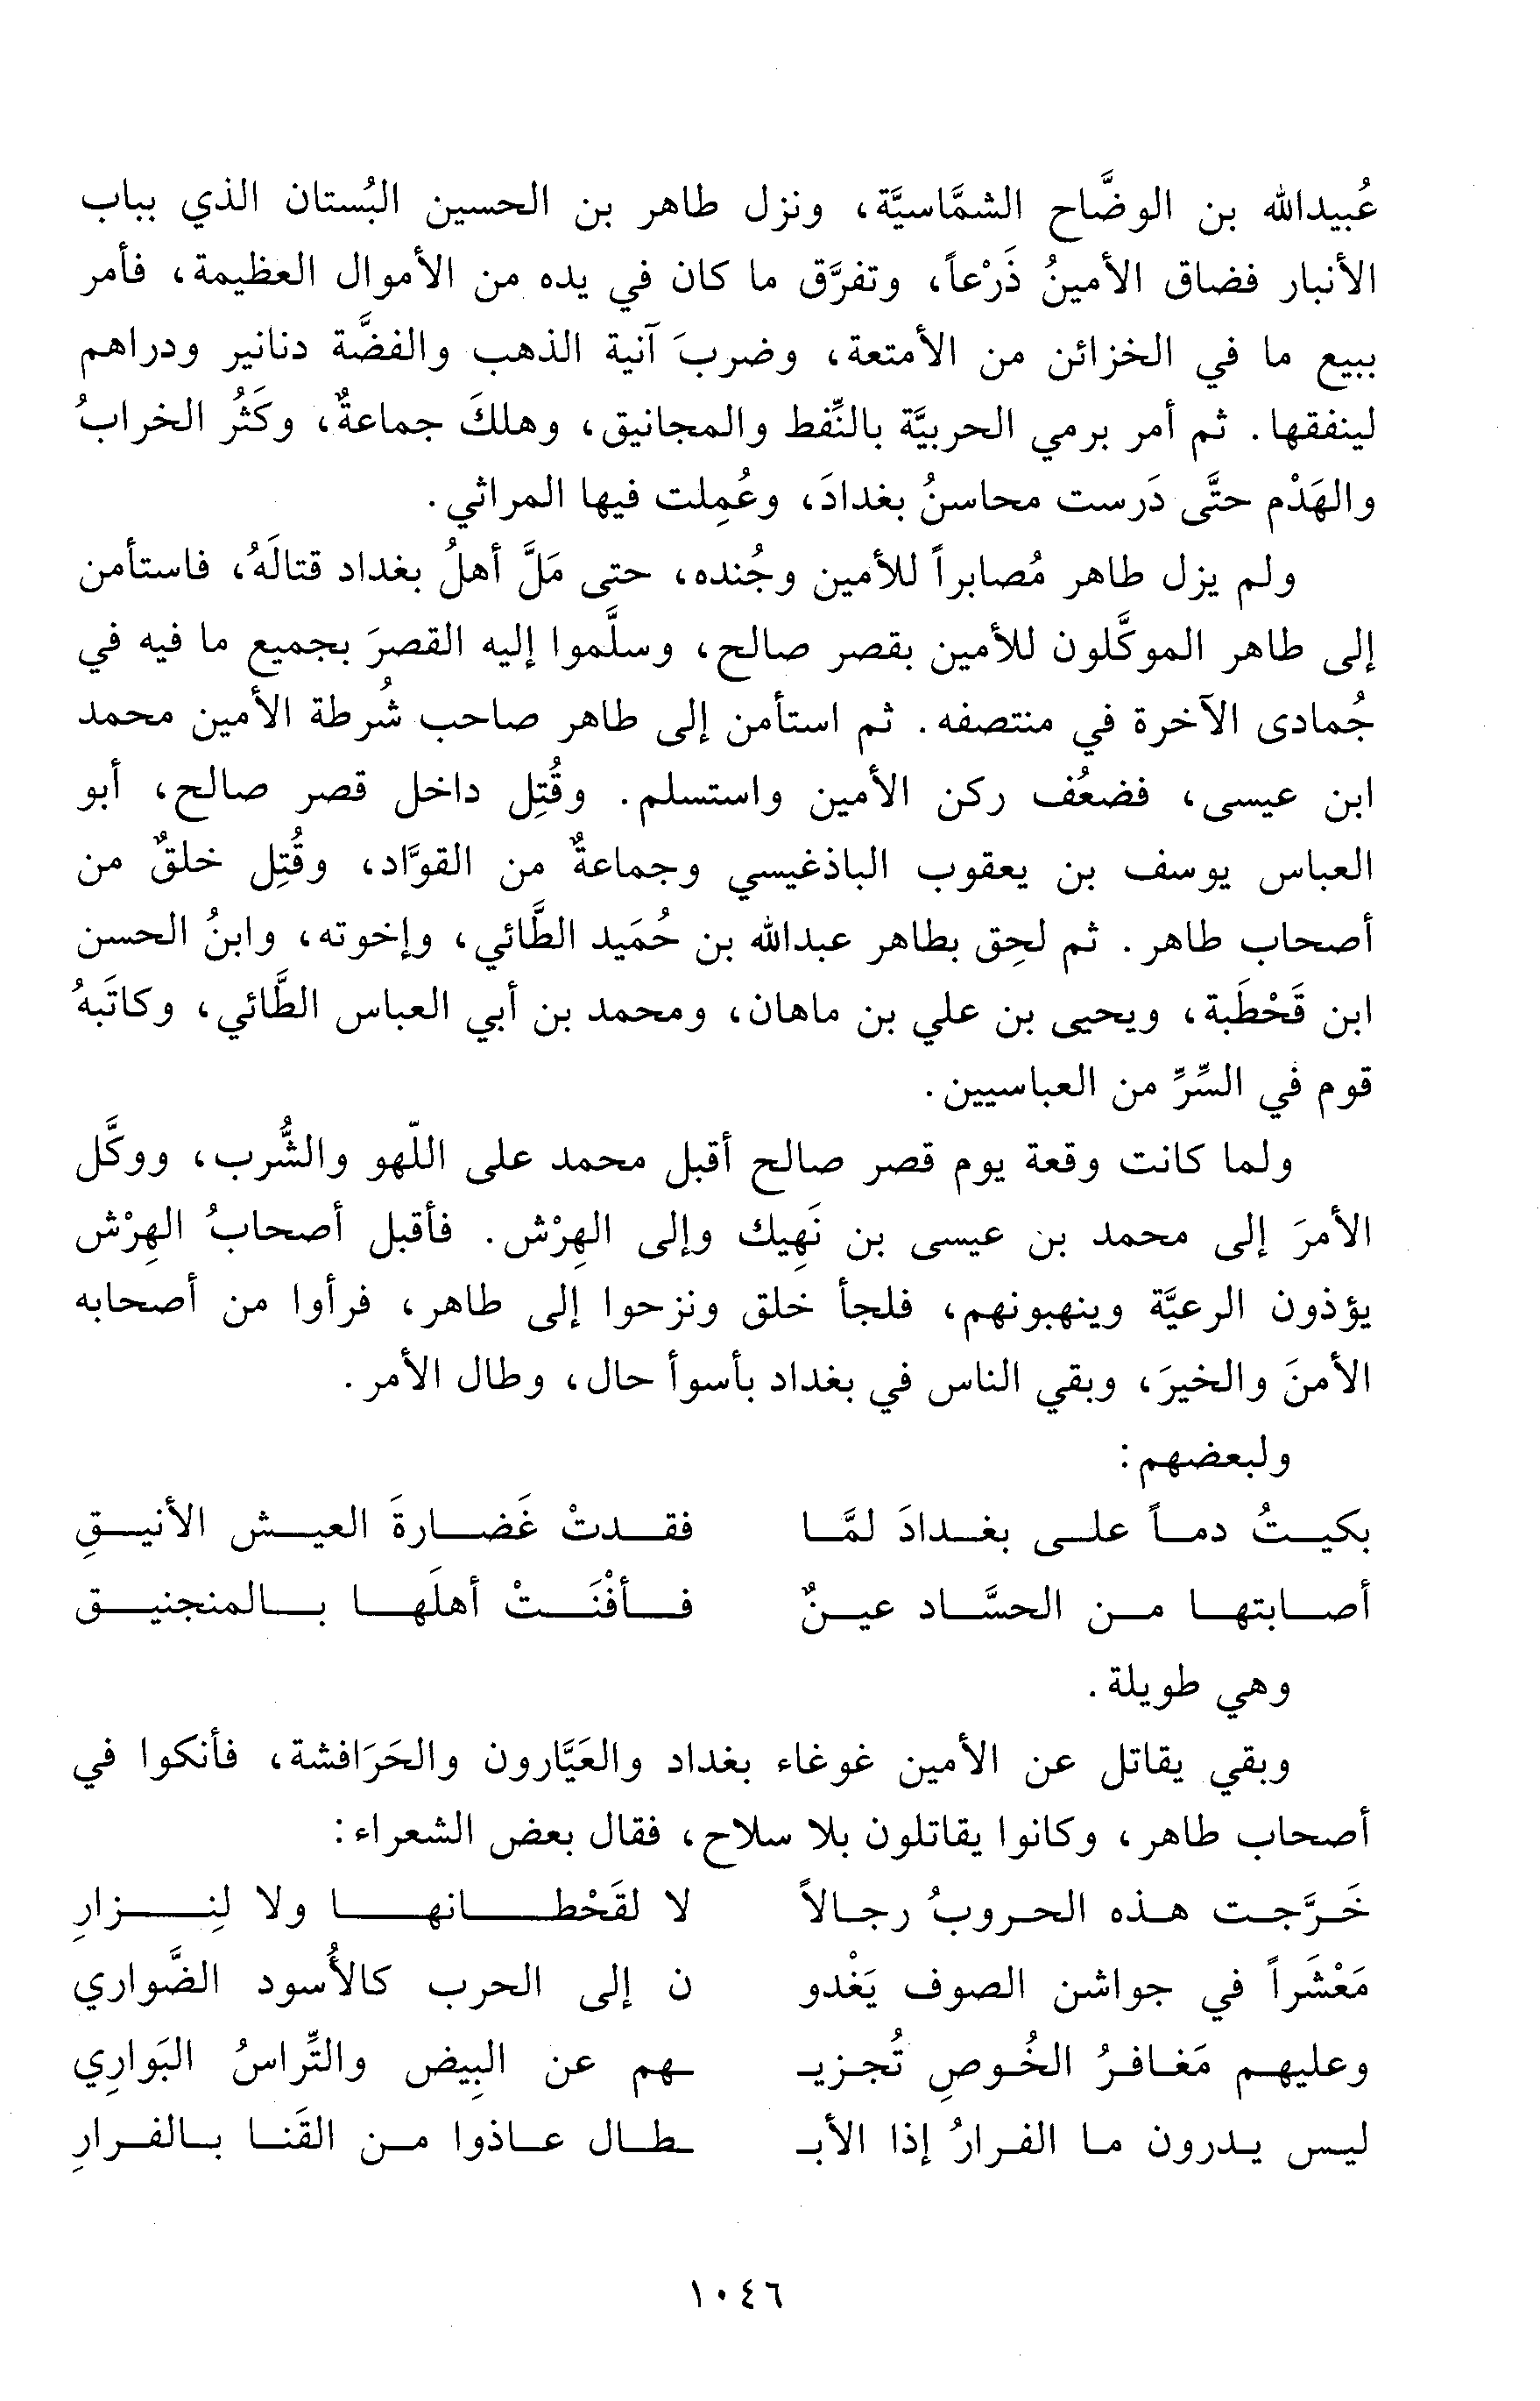 عُبيدالله بن الوضَّاح الشمَّاسيَّة، ونزل طاهر بن الحسين البُستان الذي بباب
الأنبار فضاق الأمينُ ذَرْعاً، وتفرَّق ما كان في يده من الأموال العظيمة، فأمر
ببيع ما في الخزائن من الأمتعة، وضربَ آنية الذهب والفضَّة دنانير ودراهم
لينفقها. ثم أمر برمي الحربيَّة بالنِّفط والمجانيق، وهلكَ جماعةٌ، وكَثُر الخرابُ
والهَدْم حتَّى دَرست محاسنُ بغدادَ، وعُمِلت فيها المراثي.
ولم يزل طاهر مُصابراً للأمين وجُنده، حتى مَلَّ أهلُ بغداد قتالَهُ، فاستأمن
إلى طاهر الموكَّلون للأمين بقصر صالح، وسلَّموا إليه القصرَ بجميع ما فيه في
جُمادى الآخرة في منتصفه. ثم استأمن إلى طاهر صاحب شُرطة الأمين محمد
ابن عيسى، فضعُف ركن الأمين واستسلم. وقُتِل داخل قصر صالح، أبو
العباس يوسف بن يعقوب الباذغيسي وجماعةٌ من القوَّاد، وقُتِل خلقٌ من
أصحاب طاهر. ثم لحِق بطاهر عبدالله بن حُمَيد الطَّائي، وإخوته، وابنُ الحسن
ابن قَحْطَبة، ويحيى بن علي بن ماهان، ومحمد بن أبي العباس الطَّائي، وكاتَبهُ
قوم في السِّرِّ من العباسيين.
ولما كانت وقعة يوم قصر صالح أقبل محمد على اللّهو والشُّرب، ووكَّل
الأمرَ إلى محمد بن عيسى بن نَهِيك وإلى الهِرْش. فأقبل أصحابُ الهِرْش
يؤذون الرعيَّة وينهبونهم، فلجأ خلق ونزحوا إلى طاهر، فرأوا من أصحابه
الأمنَ والخيرَ، وبقي الناس في بغداد بأسوأ حال، وطال الأمر.
ولبعضهم:
بكيتُ دماً على بغدادَ لمَّا فقدتْ غَضارةَ العيش الأنيقِ
أصابتها من الحسَّاد عينٌ فأفْنَتْ أهلَها بالمنجنيق
وهي طويلة.
وبقي يقاتل عن الأمين غوغاء بغداد والعَيَّارون والحَرَافشة، فأنكوا في
أصحاب طاهر، وكانوا يقاتلون بلا سلاح، فقال بعض الشعراء:
خَرَّجت هذه الحروبُ رجالاً لا لقَحْطانها ولا لنِزارِ
مَعْشَراً في جواشن الصوف يَغْدو ن إلى الحرب كالأُسود الضَّواري
وعليهم مَغافرُ الخُوصِ تُجزيـ ـهم عن البِيض والتِّراسُ البَوارِي
ليس يدرون ما الفرارُ إذا الأبـ ـطال عاذوا من القَنا بالفرارِ
١٠٤٦